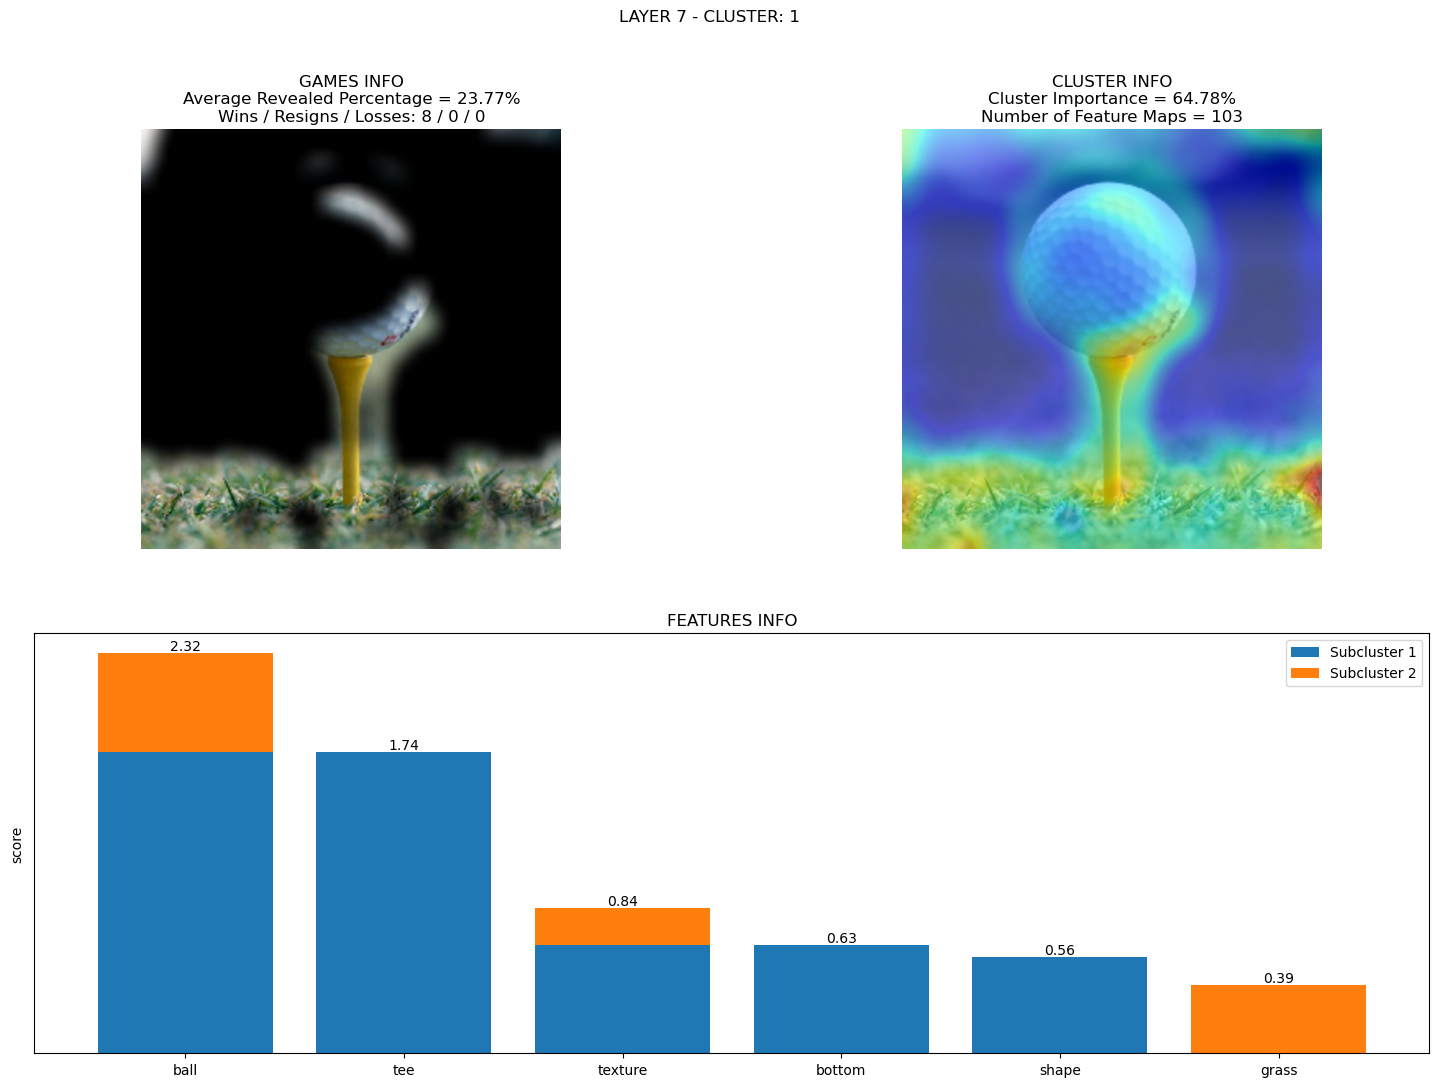 LAYER 7 - CLUSTER: 1
GAMES INFO
Average Revealed Percentage = 23.77%
Wins / Resigns / Losses: 8 / 0 / 0
CLUSTER INFO
Cluster Importance = 64.78%
Number of Feature Maps = 103
FEATURES INFO
Subcluster 1
Subcluster 2
2.32
1.74
0.84
0.63
0.56
0.39
score
ball
tee
texture
bottom
shape
grass